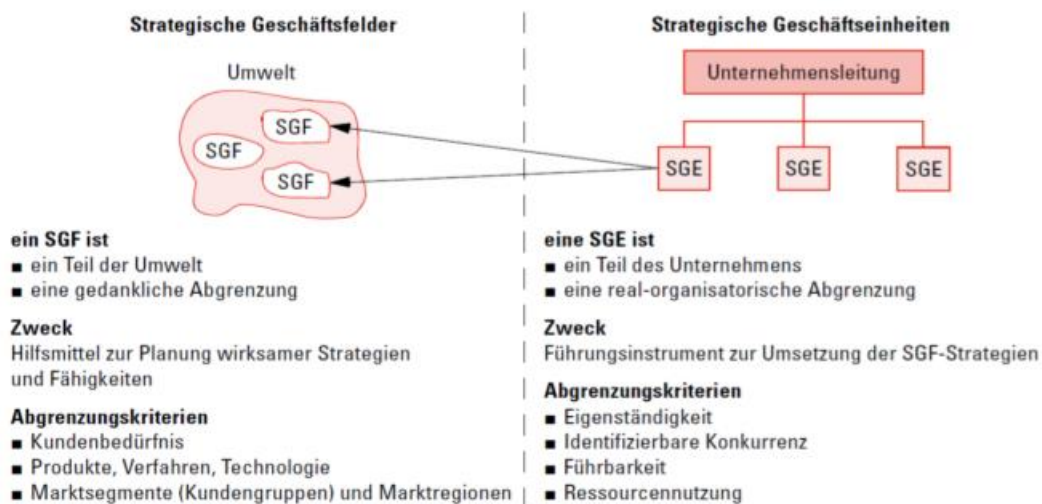 Strategische Geschäftsfelder
Umwelt
SGF
SGF
SGF
ein SGF ist
■ ein Teil der Umwelt
■ eine gedankliche Abgrenzung
Zweck
Hilfsmittel zur Planung wirksamer Strategien
und Fähigkeiten
Abgrenzungskriterien
■ Kundenbedürfnis
■ Produkte, Verfahren, Technologie
■ Marktsegmente (Kundengruppen) und Marktregionen
Strategische Geschäftseinheiten
Unternehmensleitung
SGE SGE SGE
eine SGE ist
■ ein Teil des Unternehmens
■ eine real-organisatorische Abgrenzung
Zweck
Führungsinstrument zur Umsetzung der SGF-Strategien
Abgrenzungskriterien
■ Eigenständigkeit
■ Identifizierbare Konkurrenz
■ Führbarkeit
■ Ressourcennutzung